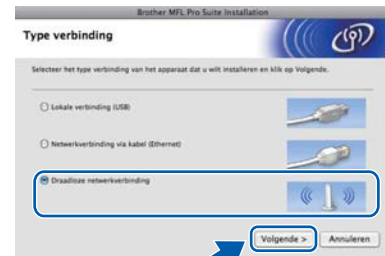 Brother MFL Pro Suite Installation
Type verbinding
Selecteer het type verbinding van het apparaat dat u wilt installeren en klik op Volgende.
Lokale verbinding (USB)
Netwerkverbinding via kabel (Ethernet)
Draadloze netwerkverbinding
Volgende > Annuleren